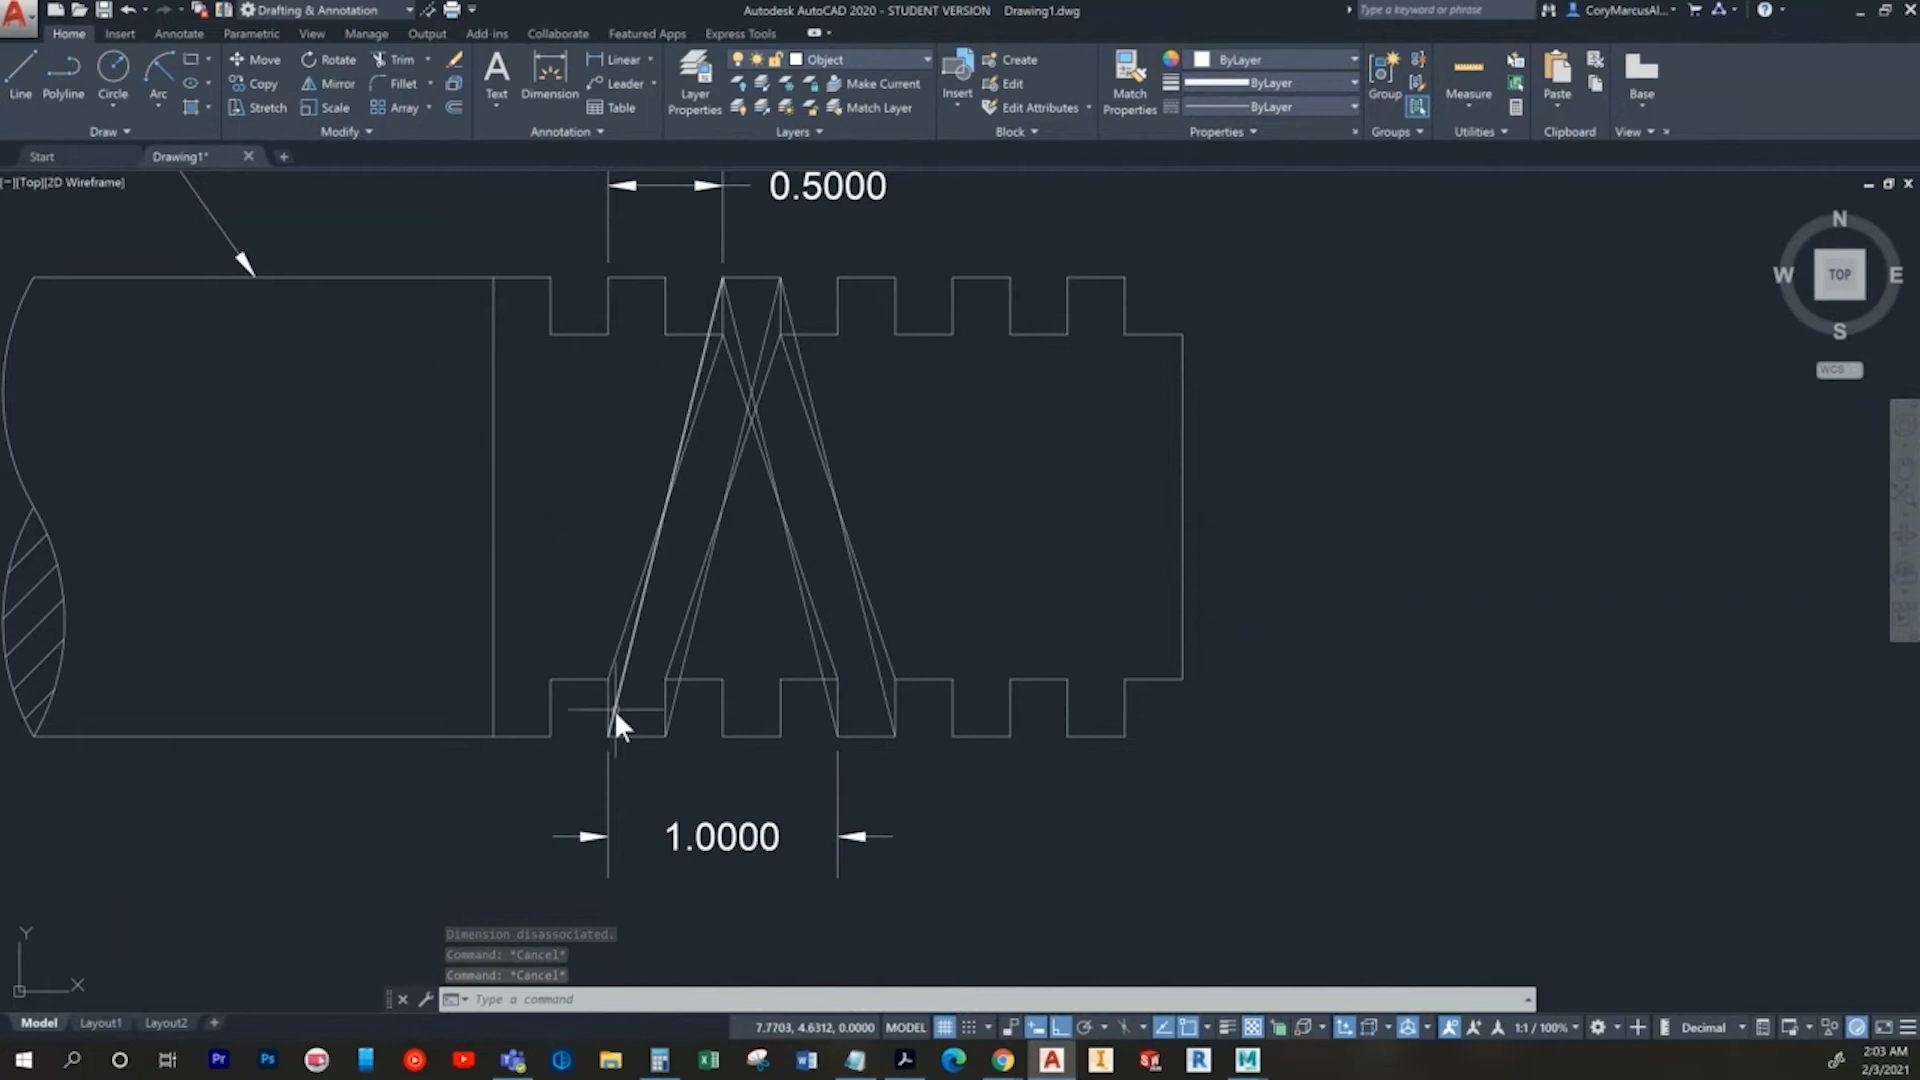 Drafting & Annotation
Autodesk AutoCAD 2020 - STUDENT VERSION Drawing1.dwg
Type a keyword or phrase
CoryMarcusAl...
Home Insert Annotate Parametric View Manage Output Add-ins Collaborate Featured Apps Express Tools
Line Polyline Circle Arc
Move Rotate Trim
Copy Mirror Fillet
Stretch Scale Array
Text Dimension
Linear
Leader
Table
Layer Properties
Object
Make Current
Match Layer
Insert
Create
Edit
Edit Attributes
Match Properties
ByLayer
ByLayer
ByLayer
Group
Measure
Paste
Base
Draw Modify Annotation Layers Block Properties Groups Utilities Clipboard View
Start Drawing1*
[−][Top][2D Wireframe]
0.5000
N
W TOP E
S
WCS
1.0000
Y
X
Dimension disassociated.
Command: *Cancel*
Command: *Cancel*
Type a command
Model Layout1 Layout2
7.7703, 4.6312, 0.0000 MODEL
1:1 / 100%
Decimal
2:03 AM
2/3/2021